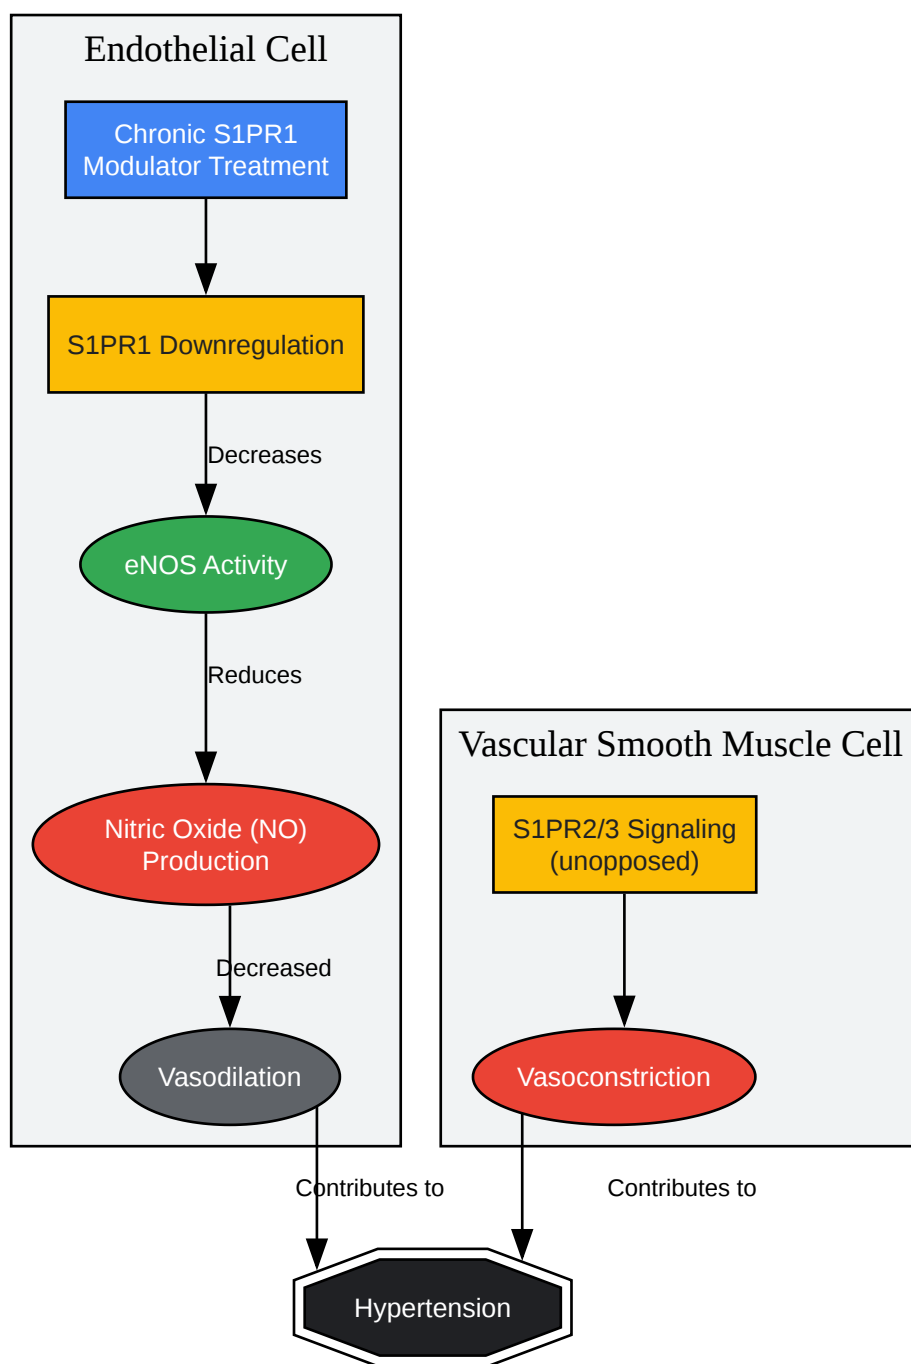 Endothelial Cell
Chronic S1PR1
Modulator Treatment
S1PR1 Downregulation
Decreases
eNOS Activity
Reduces
Nitric Oxide (NO)
Production
Decreased
Vasodilation
Contributes to
Vascular Smooth Muscle Cell
S1PR2/3 Signaling
(unopposed)
Vasoconstriction
Contributes to
Hypertension